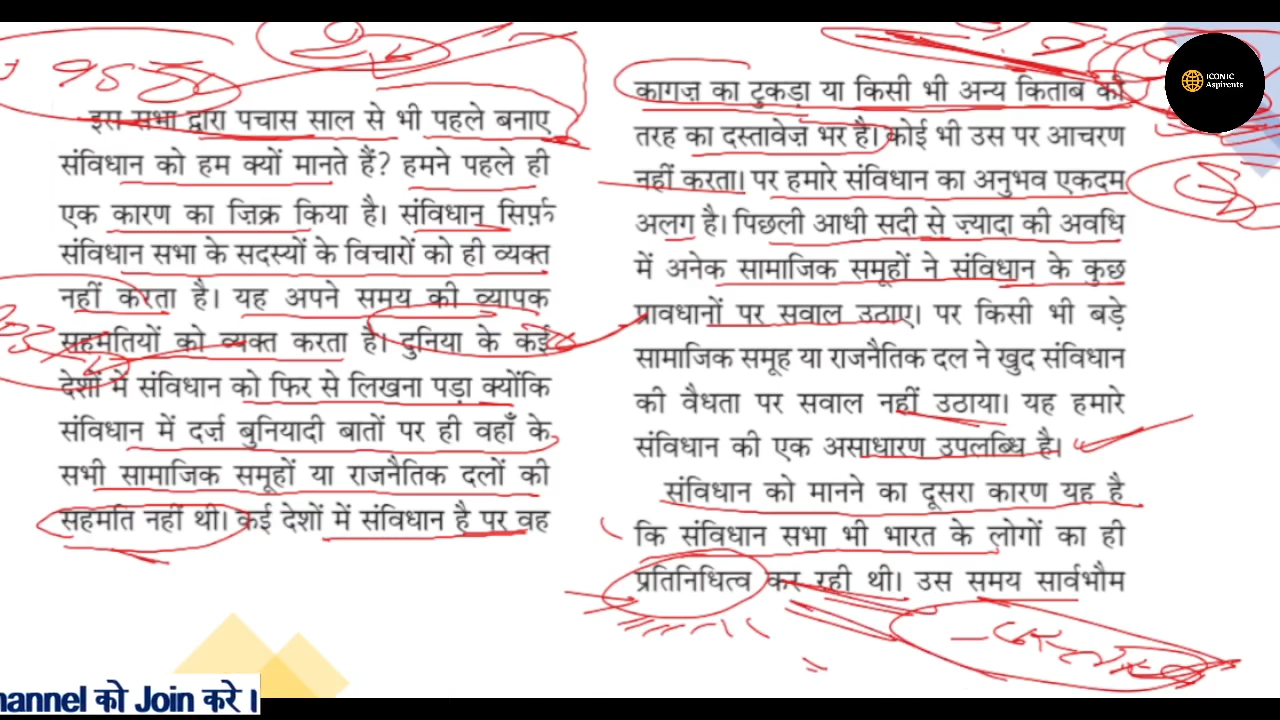 इस सभा द्वारा पचास साल से भी पहले बनाए
संविधान को हम क्यों मानते हैं? हमने पहले ही
एक कारण का ज़िक्र किया है। संविधान सिर्फ़
संविधान सभा के सदस्यों के विचारों को ही व्यक्त
नहीं करता है। यह अपने समय की व्यापक
सहमतियों को व्यक्त करता है। दुनिया के कई
देशों में संविधान को फिर से लिखना पड़ा क्योंकि
संविधान में दर्ज़ बुनियादी बातों पर ही वहाँ के
सभी सामाजिक समूहों या राजनैतिक दलों की
सहमति नहीं थी। कई देशों में संविधान है पर वह
कागज़ का टुकड़ा या किसी भी अन्य किताब की
तरह का दस्तावेज़ भर है। कोई भी उस पर आचरण
नहीं करता। पर हमारे संविधान का अनुभव एकदम
अलग है। पिछली आधी सदी से ज़्यादा की अवधि
में अनेक सामाजिक समूहों ने संविधान के कुछ
प्रावधानों पर सवाल उठाए। पर किसी भी बड़े
सामाजिक समूह या राजनैतिक दल ने खुद संविधान
की वैधता पर सवाल नहीं उठाया। यह हमारे
संविधान की एक असाधारण उपलब्धि है।
संविधान को मानने का दूसरा कारण यह है
कि संविधान सभा भी भारत के लोगों का ही
प्रतिनिधित्व कर रही थी। उस समय सार्वभौम
ICONIC
Aspirents
hannel को Join करे ।